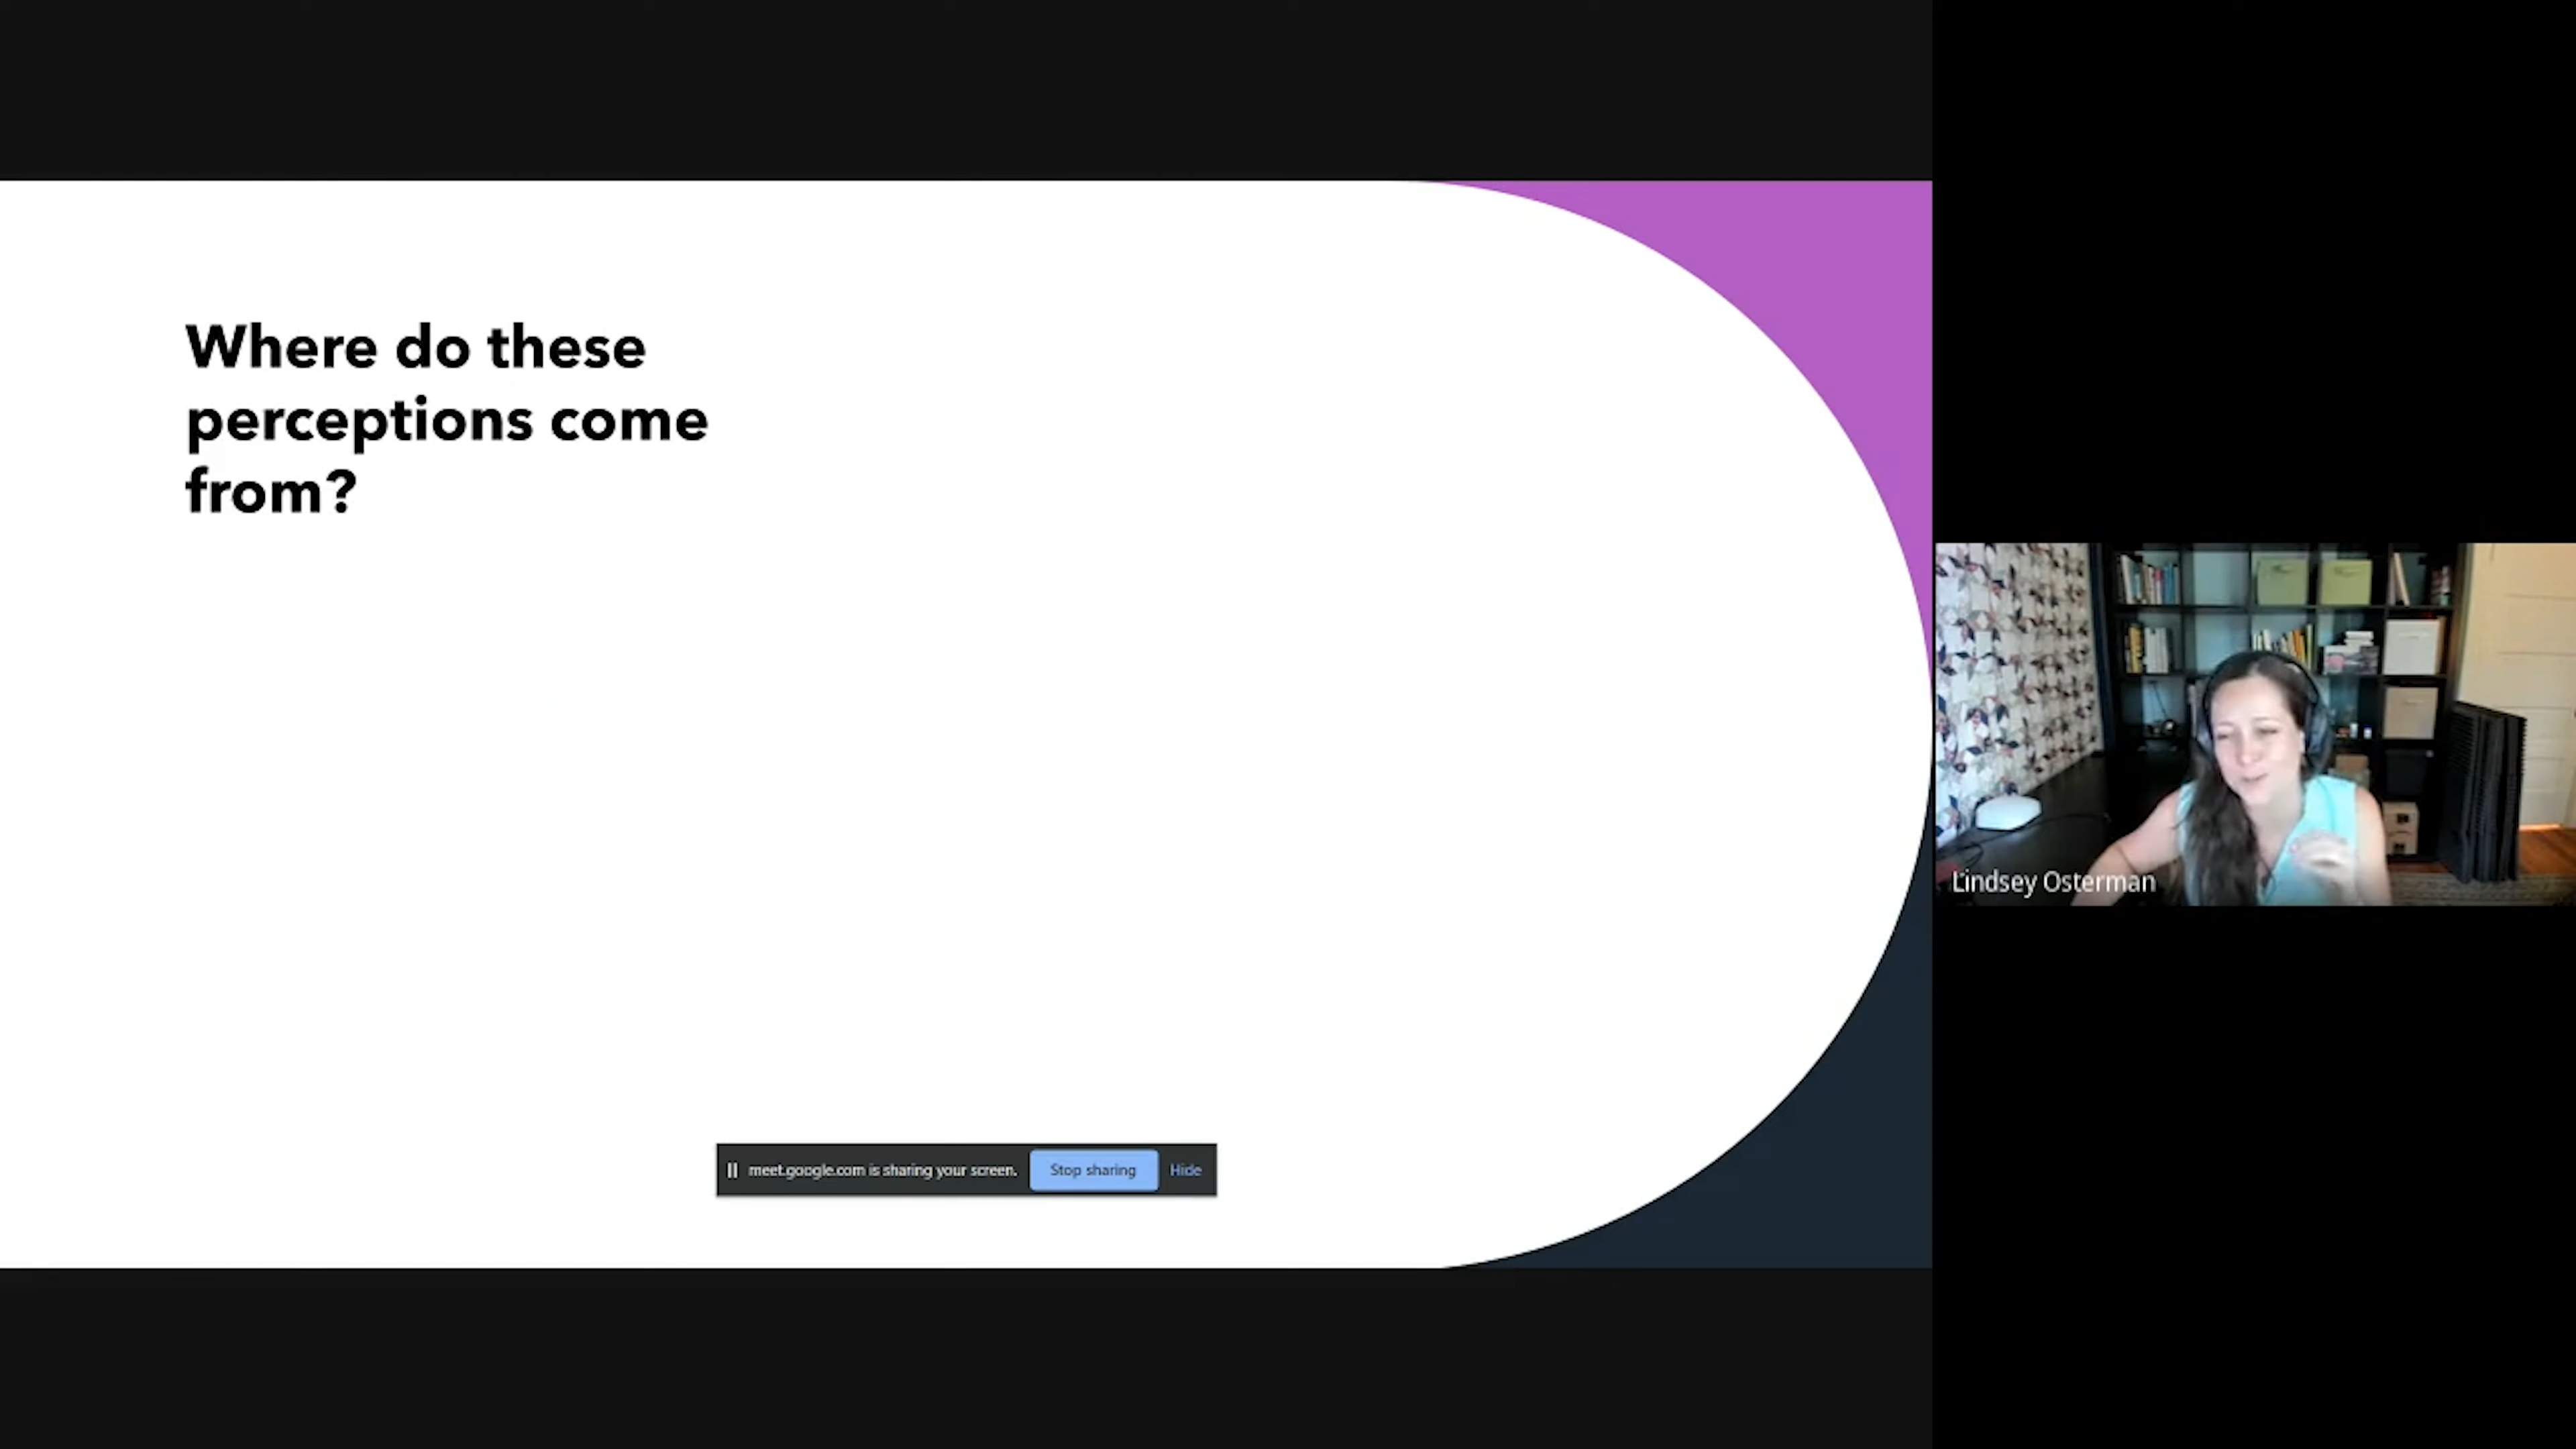 Where do these
perceptions come
from?
meet.google.com is sharing your screen. Stop sharing Hide
Lindsey Osterman